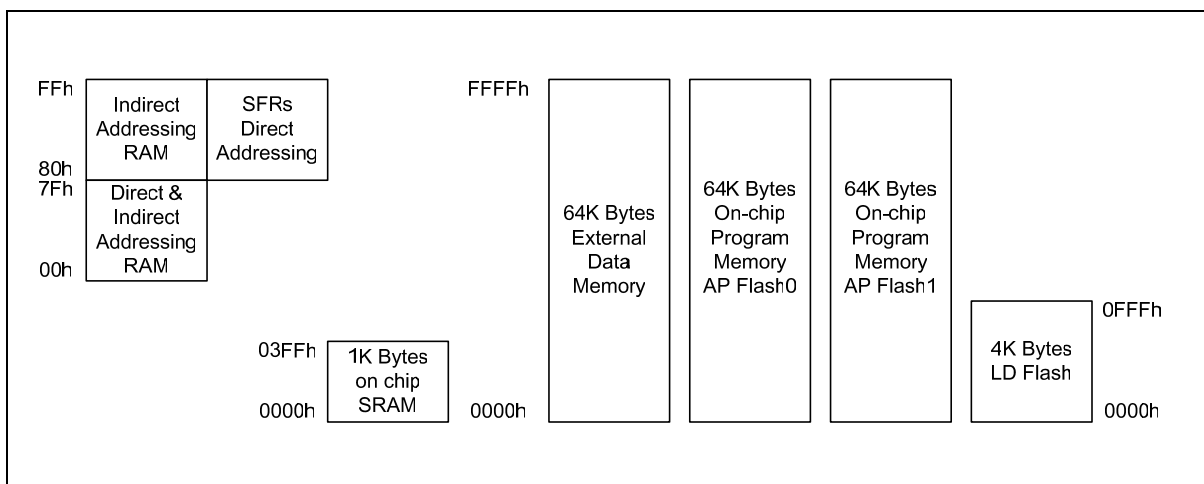 FFh
Indirect
Addressing
RAM
SFRs
Direct
Addressing
80h
7Fh
Direct &
Indirect
Addressing
RAM
00h
03FFh
1K Bytes
on chip
SRAM
0000h
FFFFh
0000h
64K Bytes
External
Data
Memory
64K Bytes
On-chip
Program
Memory
AP Flash0
64K Bytes
On-chip
Program
Memory
AP Flash1
0FFFh
4K Bytes
LD Flash
0000h